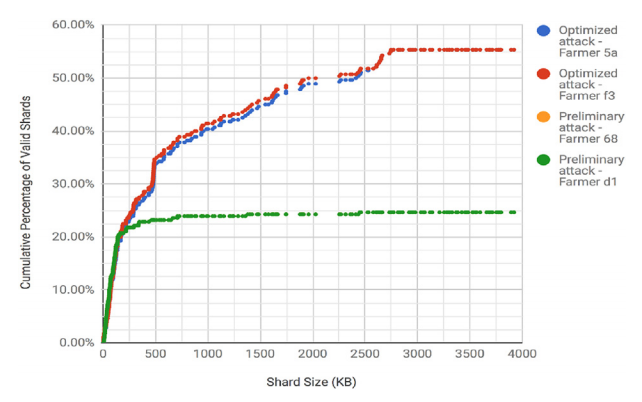 60.00%
50.00%
40.00%
30.00%
20.00%
10.00%
0.00%
Cumulative Percentage of Valid Shards
0 500 1000 1500 2000 2500 3000 3500 4000
Shard Size (KB)
Optimized
attack -
Farmer 5a
Optimized
attack -
Farmer f3
Preliminary
attack -
Farmer 68
Preliminary
attack -
Farmer d1